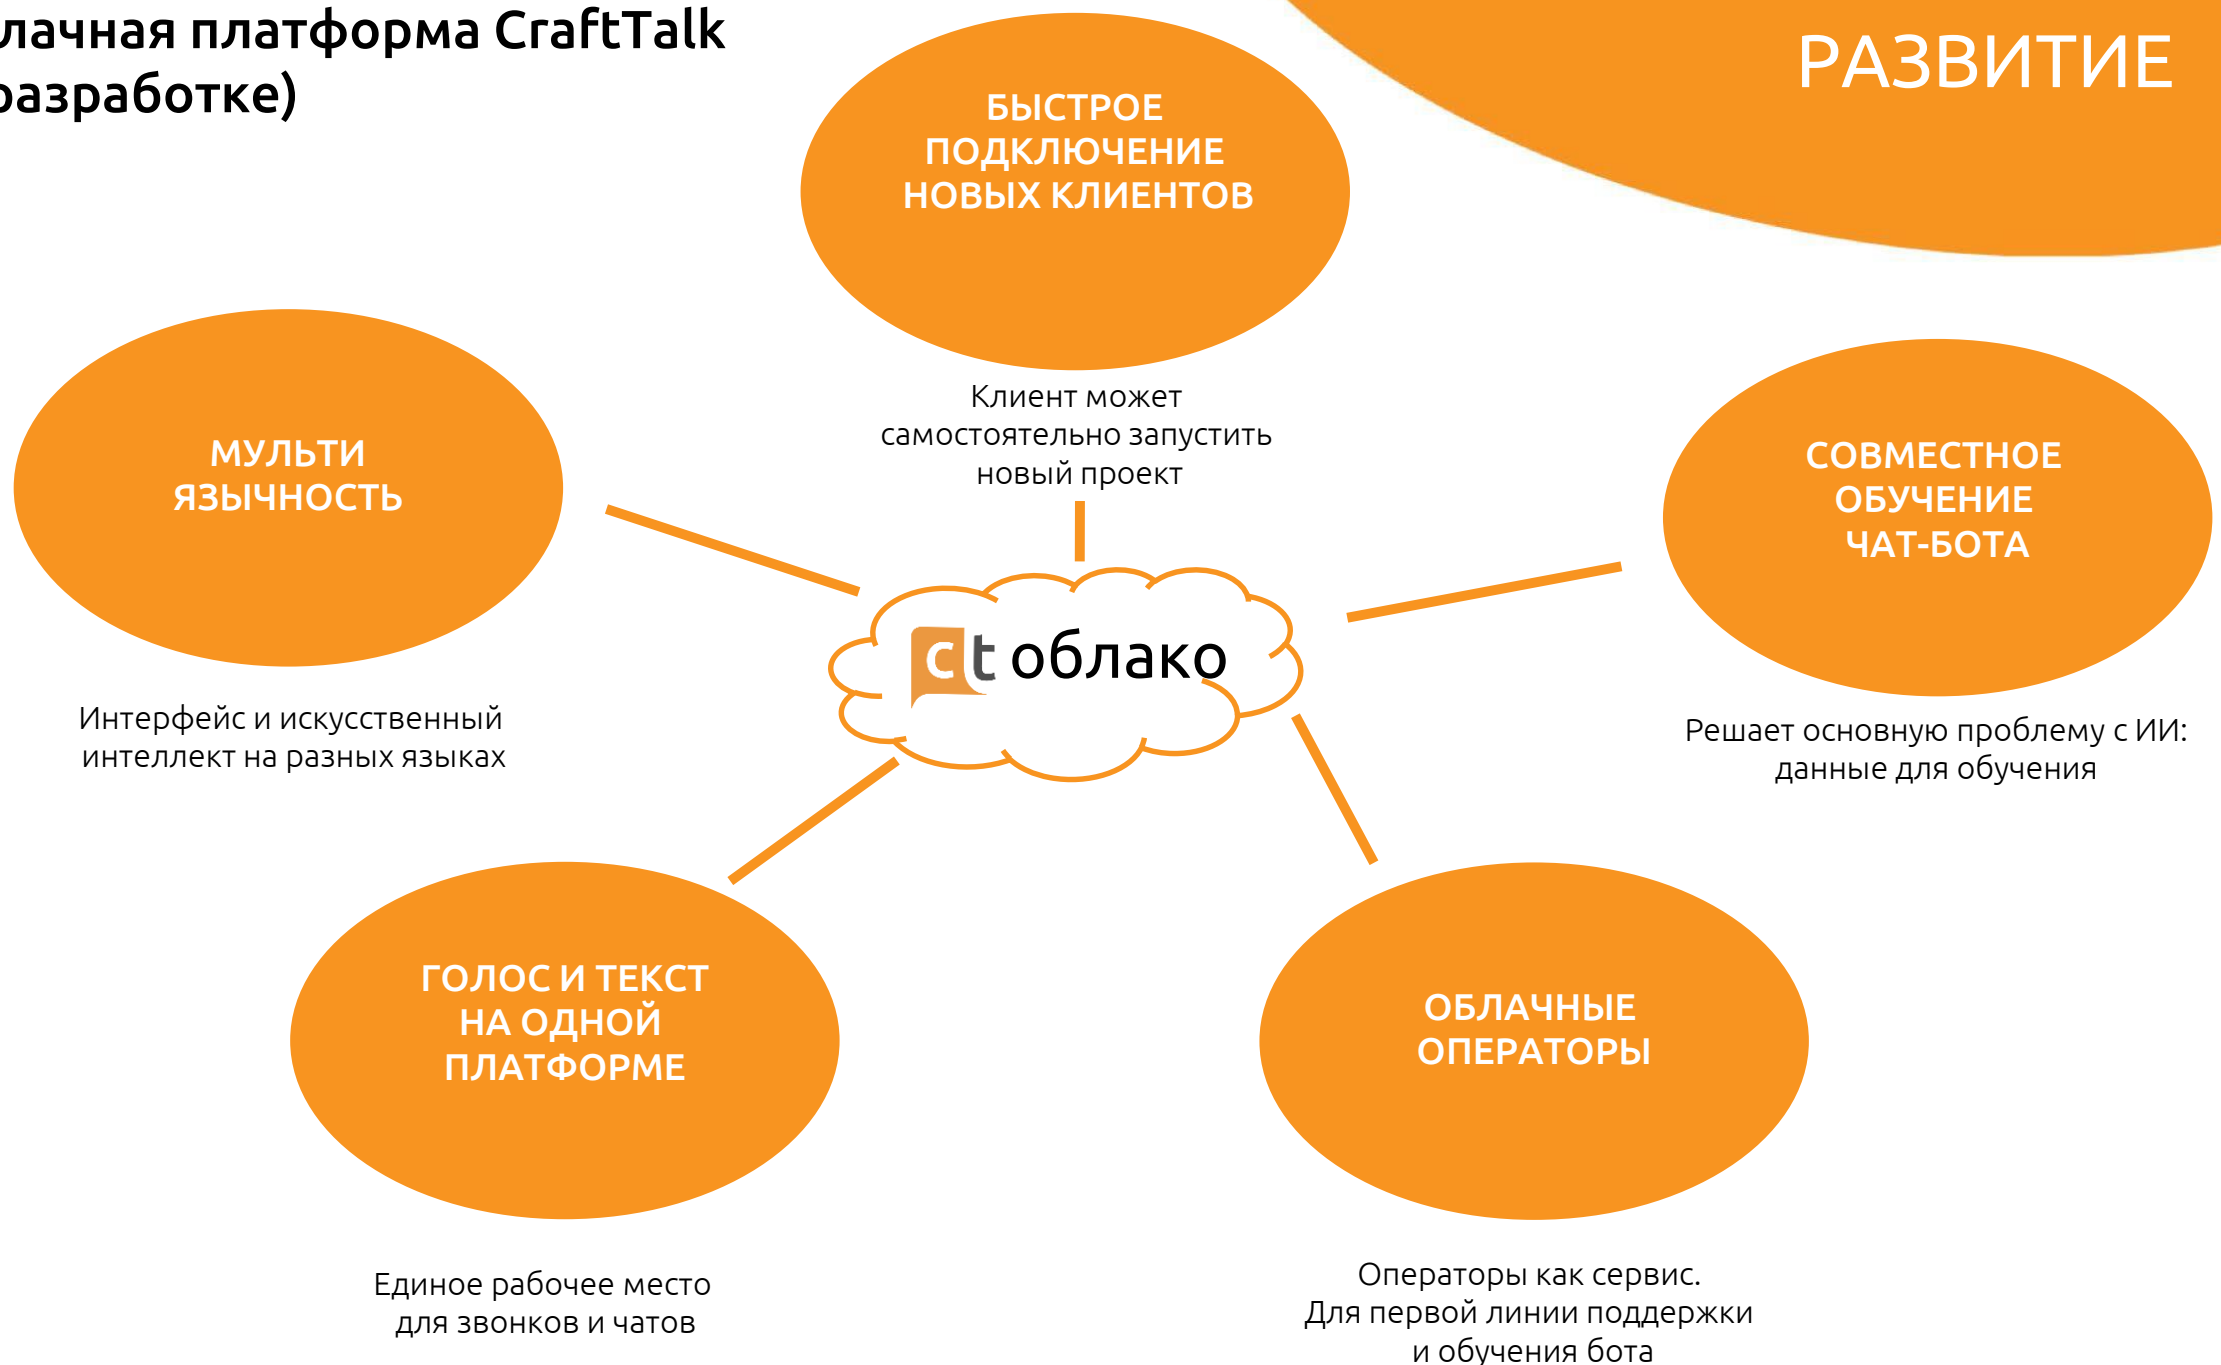 лачная платформа CraftTalk
разработке)
РАЗВИТИЕ
БЫСТРОЕ
ПОДКЛЮЧЕНИЕ
НОВЫХ КЛИЕНТОВ
Клиент может
самостоятельно запустить
новый проект
МУЛЬТИ
ЯЗЫЧНОСТЬ
Интерфейс и искусственный
интеллект на разных языках
СОВМЕСТНОЕ
ОБУЧЕНИЕ
ЧАТ-БОТА
Решает основную проблему с ИИ:
данные для обучения
ct облако
ГОЛОС И ТЕКСТ
НА ОДНОЙ
ПЛАТФОРМЕ
Единое рабочее место
для звонков и чатов
ОБЛАЧНЫЕ
ОПЕРАТОРЫ
Операторы как сервис.
Для первой линии поддержки
и обучения бота